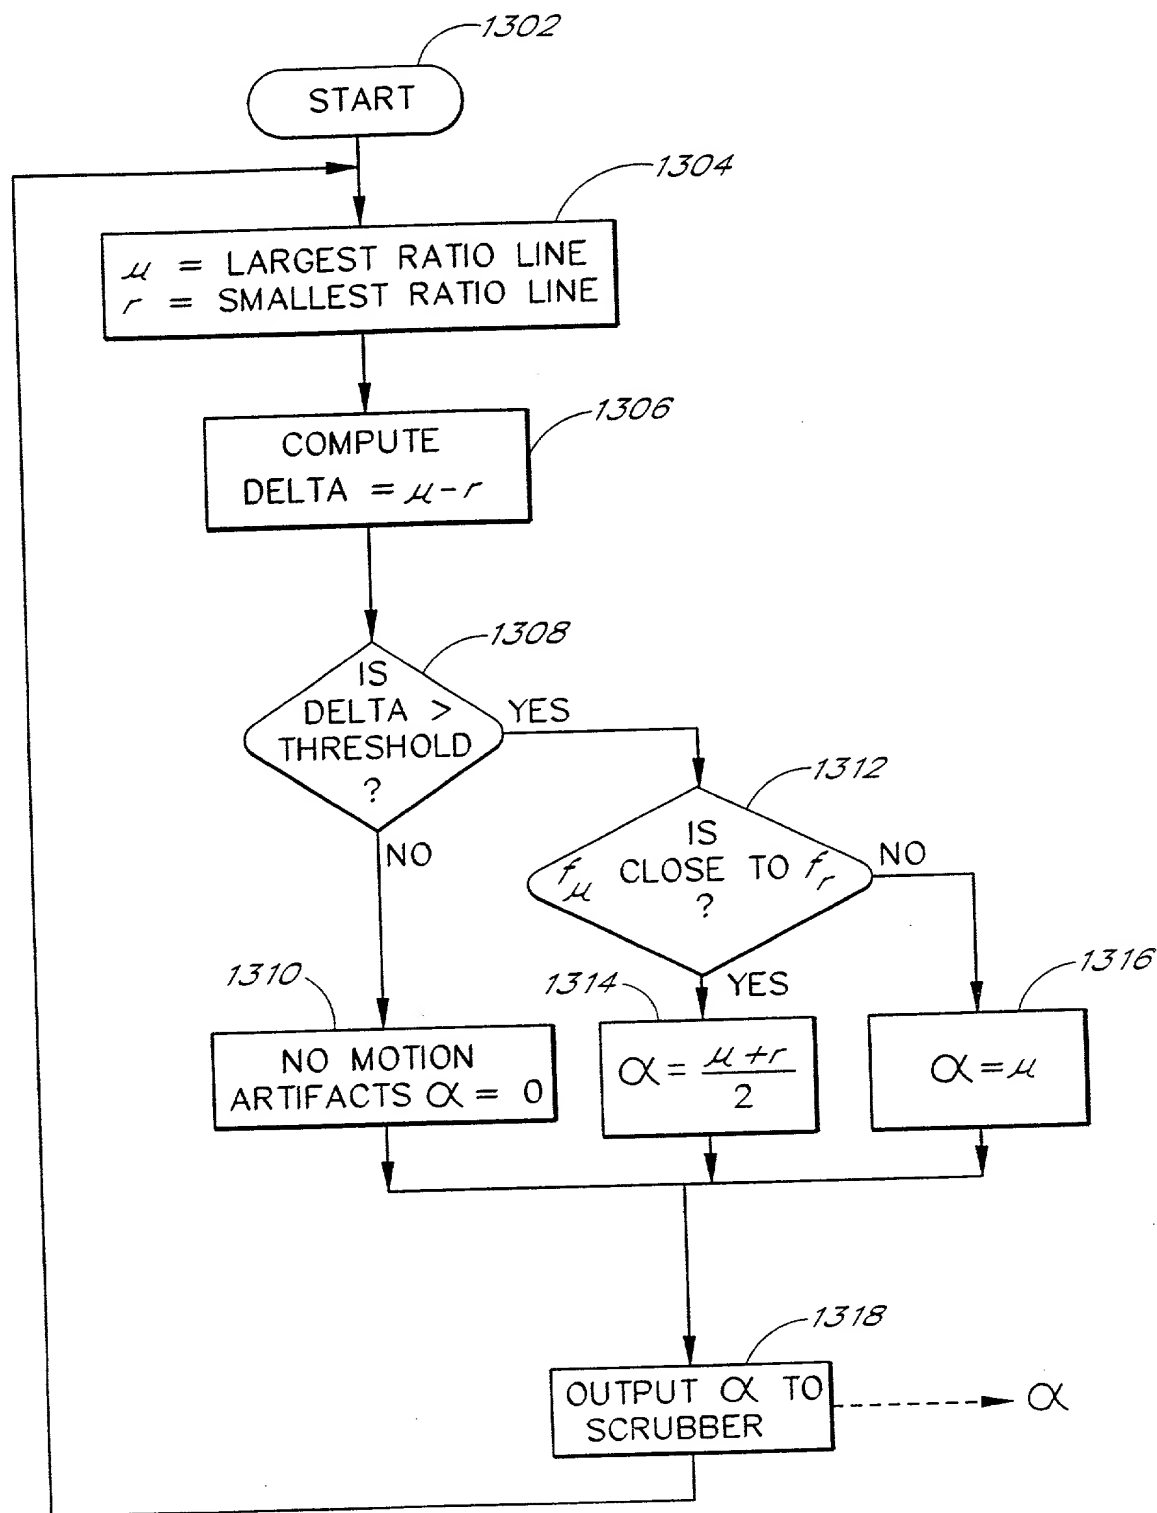 1302
START
1304
μ = LARGEST RATIO LINE
r = SMALLEST RATIO LINE
1306
COMPUTE
DELTA = μ-r
1308
IS
DELTA >
THRESHOLD
?
YES
NO
1312
IS
fμ CLOSE TO fr
?
NO
YES
1310
NO MOTION
ARTIFACTS α = 0
1314
α = μ+r
2
1316
α = μ
1318
OUTPUT α TO
SCRUBBER
α